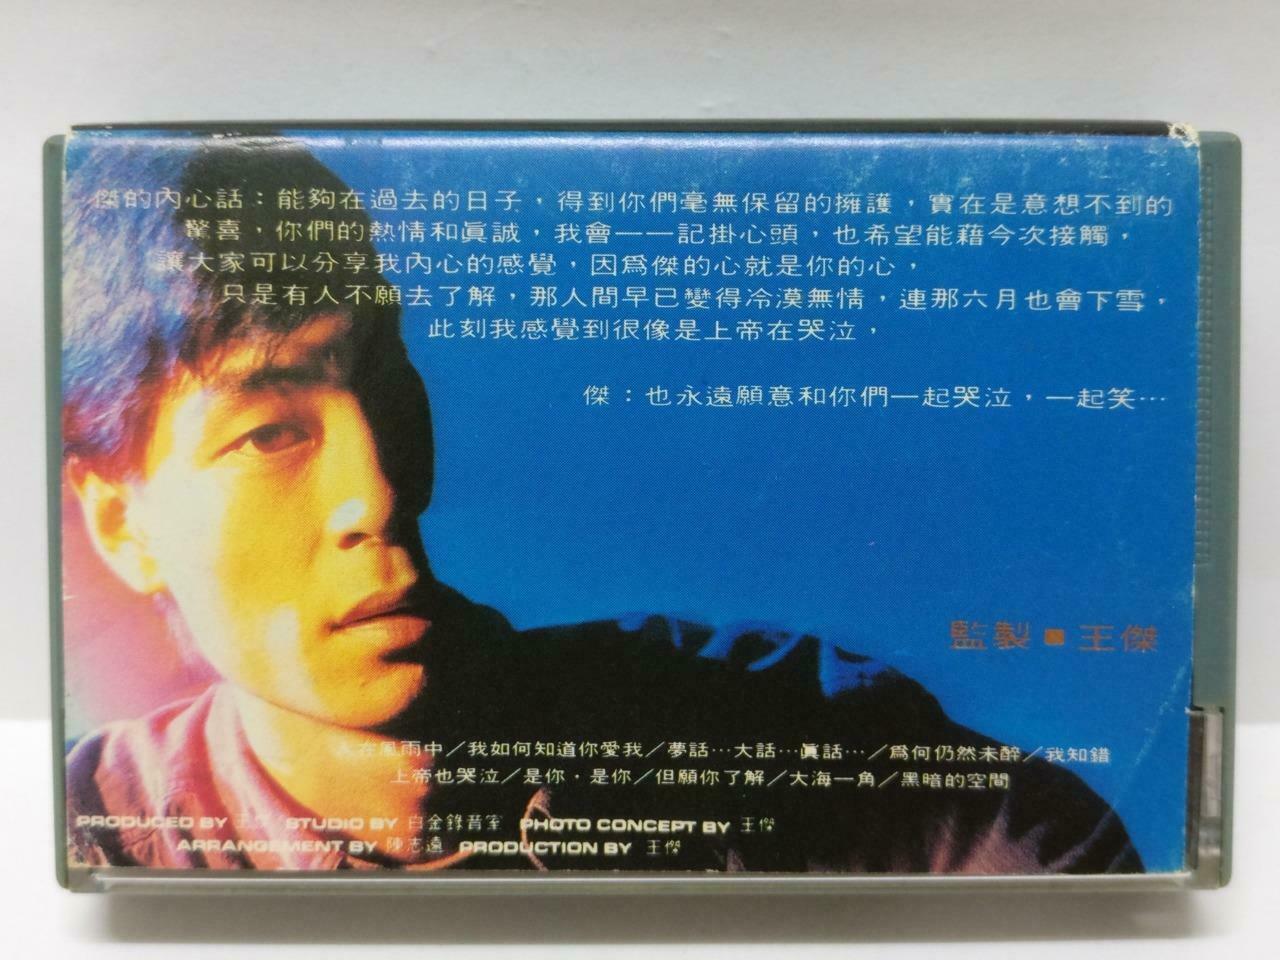 傑的內心話：能夠在過去的日子，得到你們毫無保留的擁護，實在是意想不到的
驚喜，你們的熱情和眞誠，我會一一記掛心頭，也希望能藉今次接觸，
讓大家可以分享我內心的感覺，因爲傑的心就是你的心，
只是有人不願去了解，那人間早已變得冷漠無情，連那六月也會下雪，
此刻我感覺到很像是上帝在哭泣，
傑：也永遠願意和你們一起哭泣，一起笑…
監製■王傑
人在風雨中／我如何知道你愛我／夢話…大話…眞話…／爲何仍然未醉／我知錯
上帝也哭泣／是你．是你／但願你了解／大海一角／黑暗的空間
PRODUCED BY 王傑 STUDIO BY 白金錄音室 PHOTO CONCEPT BY 王傑
ARRANGEMENT BY 陳志遠 PRODUCTION BY 王傑